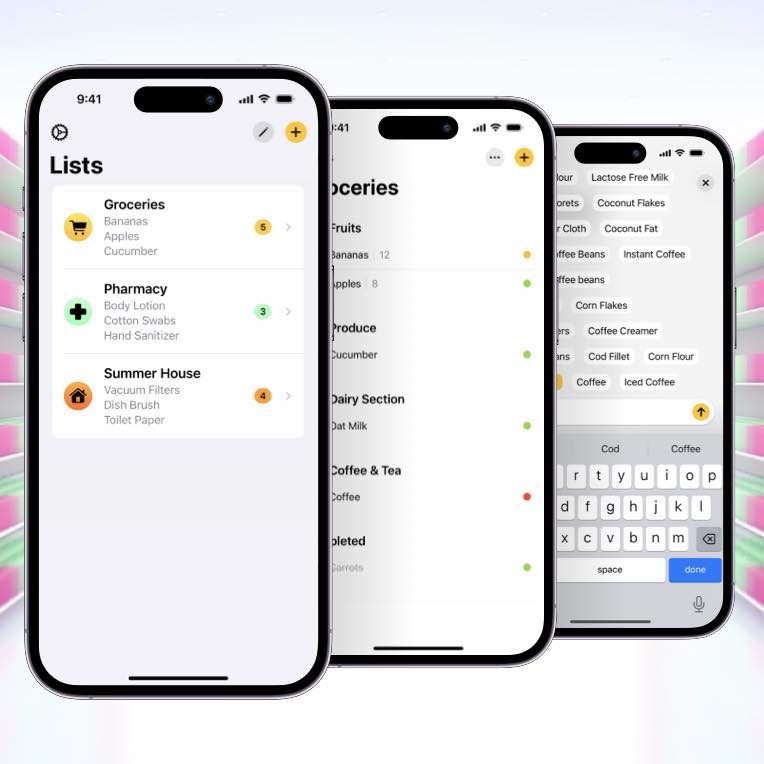 9:41
Lists
Groceries
Bananas
Apples
Cucumber
5
Pharmacy
Body Lotion
Cotton Swabs
Hand Sanitizer
3
Summer House
Vacuum Filters
Dish Brush
Toilet Paper
4
:41
oceries
Fruits
Bananas 12
Apples 8
Produce
Cucumber
Dairy Section
Oat Milk
Coffee & Tea
Coffee
pleted
Carrots
lour Lactose Free Milk
orets Coconut Flakes
r Cloth Coconut Fat
offee Beans Instant Coffee
ffee beans
Corn Flakes
ers Coffee Creamer
ans Cod Fillet Corn Flour
Coffee Iced Coffee
Cod Coffee
r t y u i o p
d f g h j k l
x c v b n m
space done